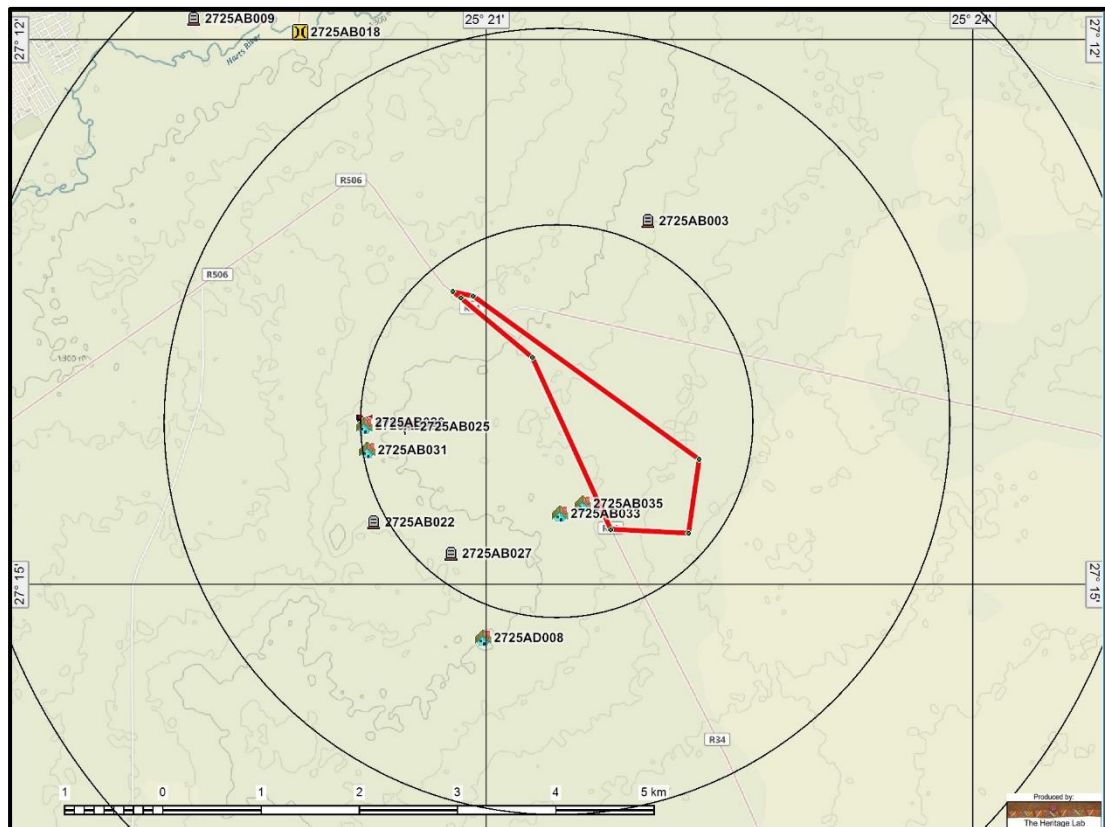 2725AB009
25° 21'
25° 24'
27° 12'
2725AB018
27° 12'
Harts River
R506
2725AB003
R506
2725AB025
2725AB031
2725AB035
2725AB033
2725AB022
2725AB027
27° 15'
27° 15'
2725AD008
R34
1 0 1 2 3 4 5 km
Produced by:
The Heritage Lab